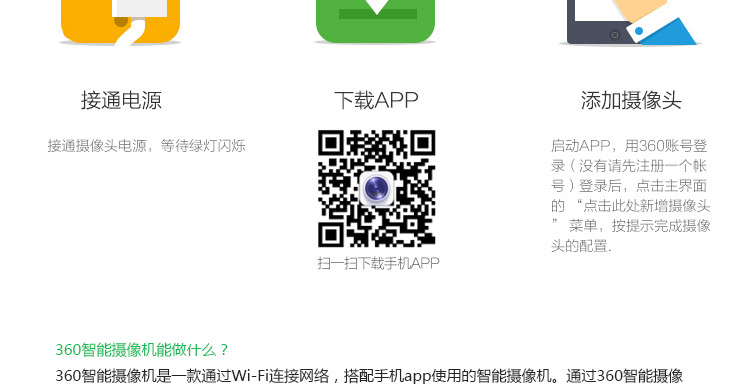 接通电源
下载APP
添加摄像头
接通摄像头电源，等待绿灯闪烁
扫一扫下载手机APP
启动APP，用360账号登
录（没有请先注册一个帐
号）登录后，点击主界面
的 “点击此处新增摄像头
” 菜单，按提示完成摄像
头的配置.
360智能摄像机能做什么？
360智能摄像机是一款通过Wi-Fi连接网络，搭配手机app使用的智能摄像机。通过360智能摄像